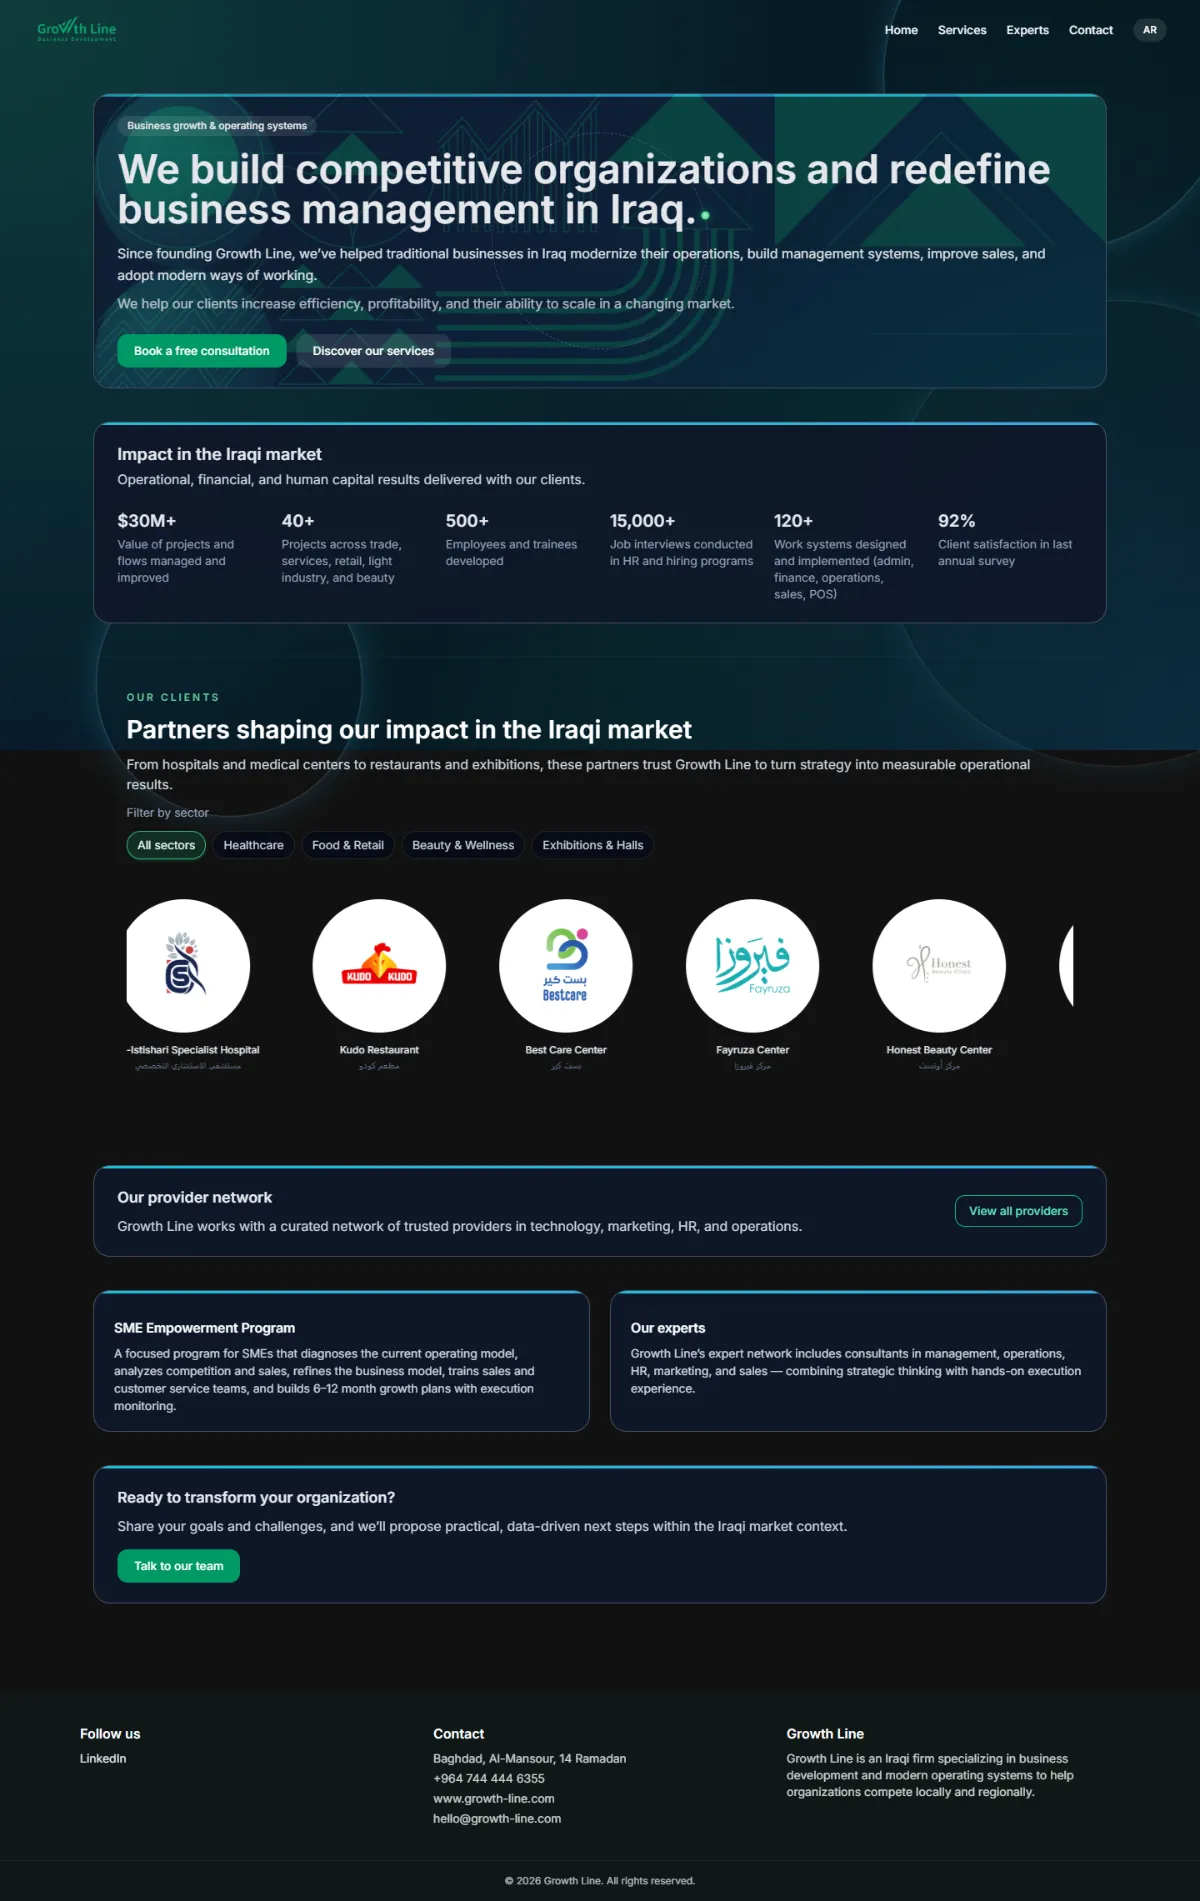 Growth Line
Business Development
Home
Services
Experts
Contact
AR
Business growth & operating systems
We build competitive organizations and redefine
business management in Iraq.
Since founding Growth Line, we’ve helped traditional businesses in Iraq modernize their operations, build management systems, improve sales, and
adopt modern ways of working.
We help our clients increase efficiency, profitability, and their ability to scale in a changing market.
Book a free consultation
Discover our services
Impact in the Iraqi market
Operational, financial, and human capital results delivered with our clients.
$30M+
Value of projects and
flows managed and
improved
40+
Projects across trade,
services, retail, light
industry, and beauty
500+
Employees and trainees
developed
15,000+
Job interviews conducted
in HR and hiring programs
120+
Work systems designed
and implemented (admin,
finance, operations,
sales, POS)
92%
Client satisfaction in last
annual survey
OUR CLIENTS
Partners shaping our impact in the Iraqi market
From hospitals and medical centers to restaurants and exhibitions, these partners trust Growth Line to turn strategy into measurable operational
results.
Filter by sector
All sectors
Healthcare
Food & Retail
Beauty & Wellness
Exhibitions & Halls
-Istishari Specialist Hospital
مستشفى الاستشاري التخصصي
KUDO KUDO
Kudo Restaurant
مطعم كودو
بست كير
Bestcare
Best Care Center
بست كير
فيروزا
Fayruza
Fayruza Center
مركز فيروزا
Honest
Beauty Clinic
Honest Beauty Center
مركز أونست
Our provider network
Growth Line works with a curated network of trusted providers in technology, marketing, HR, and operations.
View all providers
SME Empowerment Program
A focused program for SMEs that diagnoses the current operating model,
analyzes competition and sales, refines the business model, trains sales and
customer service teams, and builds 6–12 month growth plans with execution
monitoring.
Our experts
Growth Line’s expert network includes consultants in management, operations,
HR, marketing, and sales — combining strategic thinking with hands-on execution
experience.
Ready to transform your organization?
Share your goals and challenges, and we’ll propose practical, data-driven next steps within the Iraqi market context.
Talk to our team
Follow us
LinkedIn
Contact
Baghdad, Al-Mansour, 14 Ramadan
+964 744 444 6355
www.growth-line.com
hello@growth-line.com
Growth Line
Growth Line is an Iraqi firm specializing in business
development and modern operating systems to help
organizations compete locally and regionally.
© 2026 Growth Line. All rights reserved.